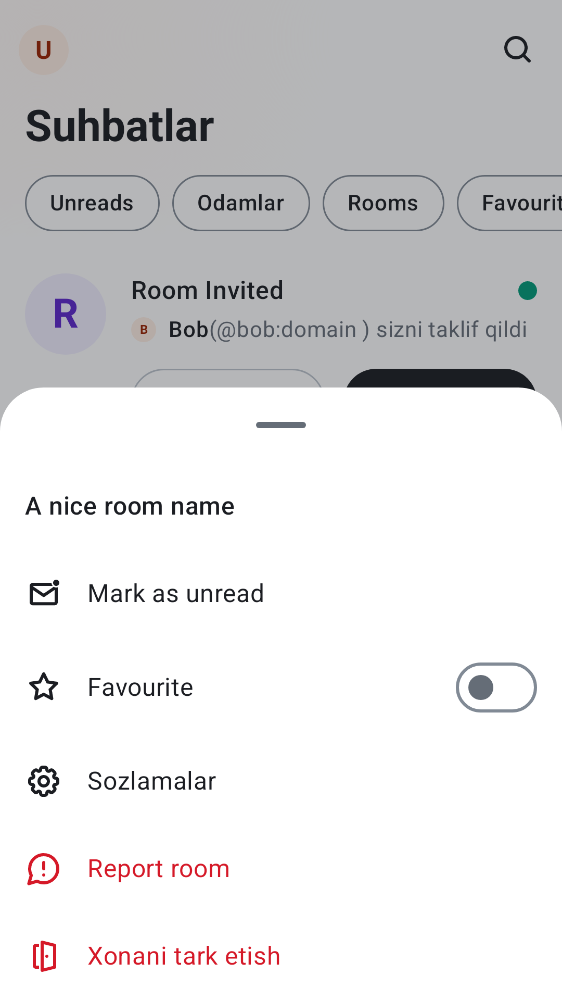 U
Suhbatlar
Unreads Odamlar Rooms Favourit
R
Room Invited
B Bob(@bob:domain ) sizni taklif qildi
A nice room name
Mark as unread
Favourite
Sozlamalar
Report room
Xonani tark etish